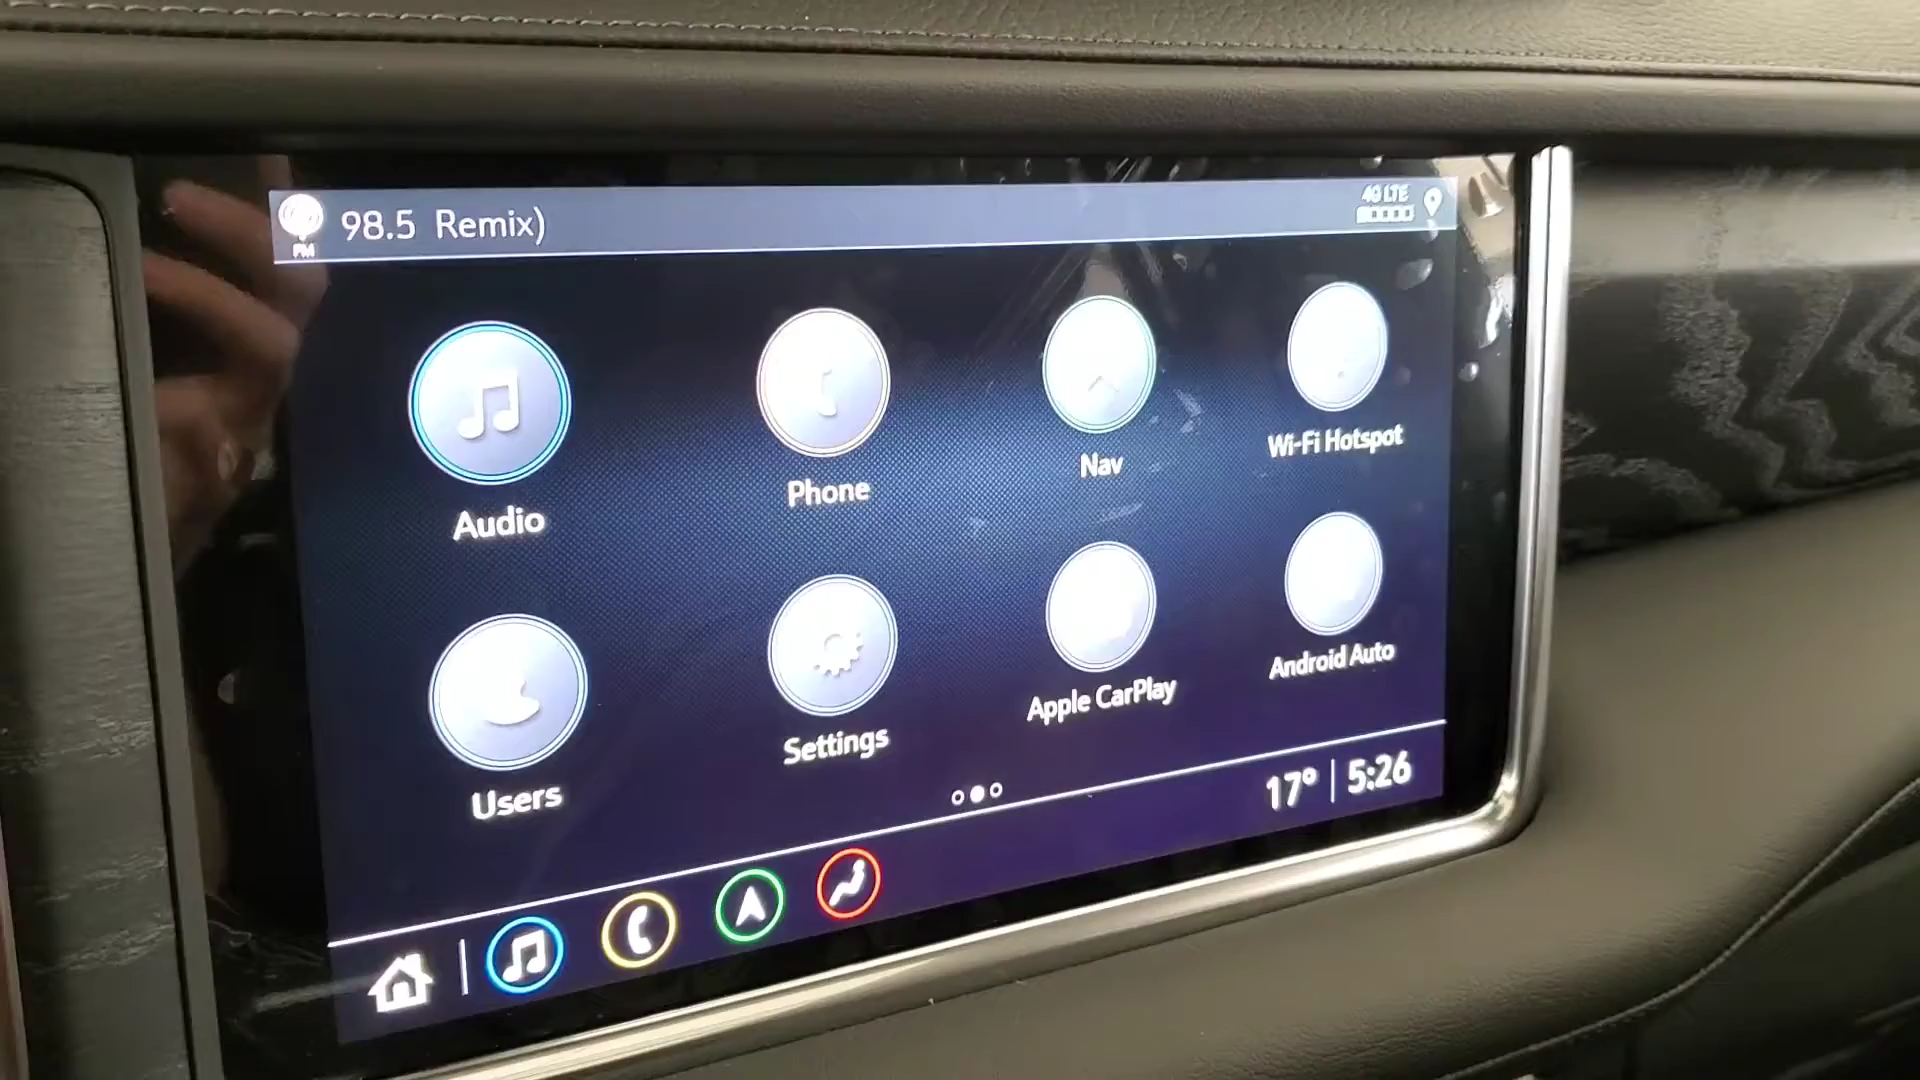 98.5 Remix)
FM
4G LTE
Audio
Phone
Nav
Wi-Fi Hotspot
Users
Settings
Apple CarPlay
Android Auto
17° 5:26